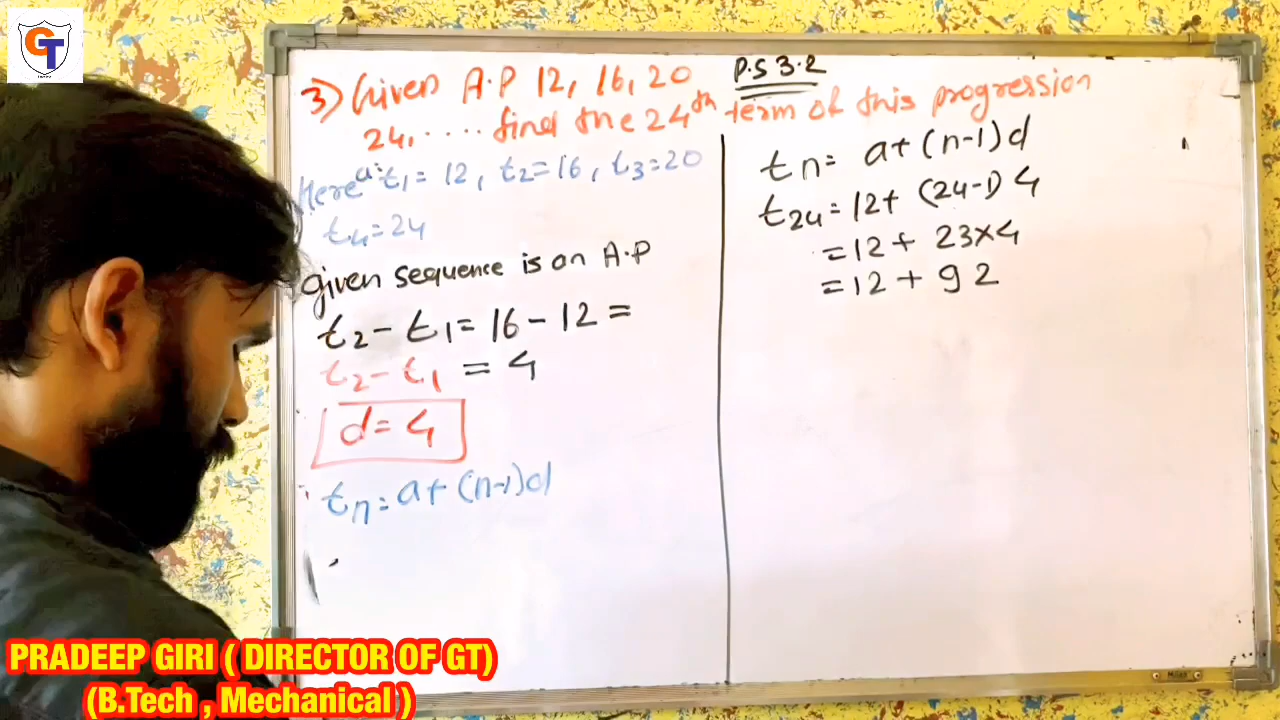 GT
P.S 3.2
3) Given A.P 12, 16, 20
24, ..... find the 24th term of this progression
Here a = t1 = 12, t2 = 16, t3 = 20
t4 = 24
given sequence is an A.P
t2 - t1 = 16 - 12 =
t2 - t1 = 4
d = 4
tn = a + (n-1)d
tn = a + (n-1)d
t24 = 12 + (24-1) 4
= 12 + 23 × 4
= 12 + 92
PRADEEP GIRI ( DIRECTOR OF GT)
(B.Tech , Mechanical )